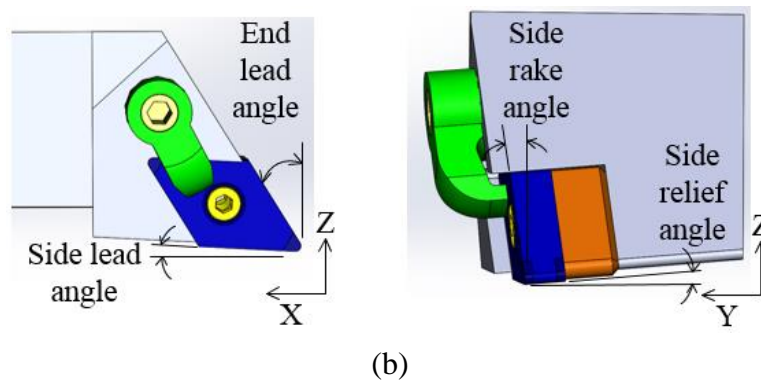 End
lead
angle
Side lead
angle
Z
X
Side
rake
angle
Side
relief
angle
Z
Y
(b)